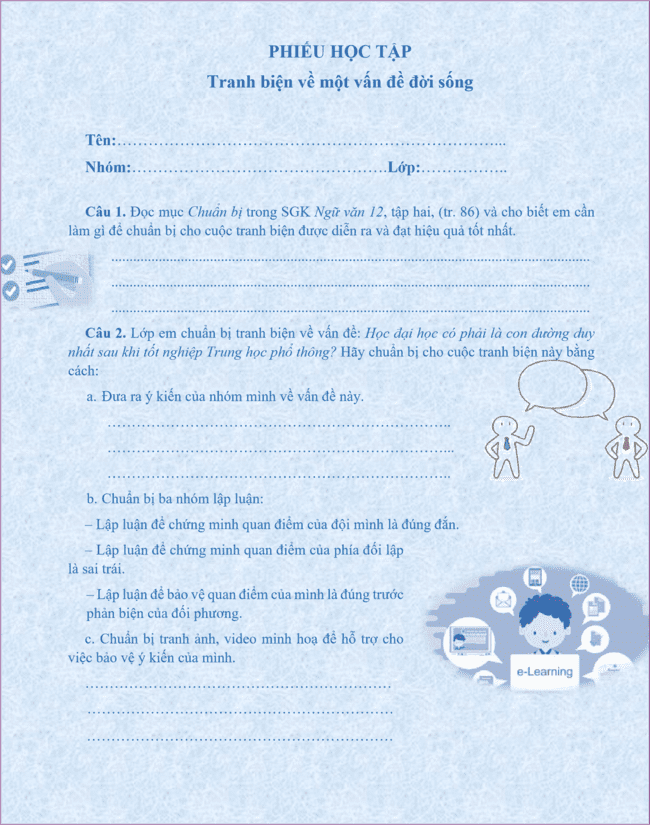 PHIẾU HỌC TẬP
Tranh biện về một vấn đề đời sống
Tên:……………………………………………………………...
Nhóm:…………………………………………Lớp:……………..
Câu 1. Đọc mục Chuẩn bị trong SGK Ngữ văn 12, tập hai, (tr. 86) và cho biết em cần
làm gì để chuẩn bị cho cuộc tranh biện được diễn ra và đạt hiệu quả tốt nhất.
Câu 2. Lớp em chuẩn bị tranh biện về vấn đề: Học đại học có phải là con đường duy
nhất sau khi tốt nghiệp Trung học phổ thông? Hãy chuẩn bị cho cuộc tranh biện này bằng
cách:
a. Đưa ra ý kiến của nhóm mình về vấn đề này.
b. Chuẩn bị ba nhóm lập luận:
– Lập luận để chứng minh quan điểm của đội mình là đúng đắn.
– Lập luận để chứng minh quan điểm của phía đối lập
là sai trái.
– Lập luận để bảo vệ quan điểm của mình là đúng trước
phản biện của đối phương.
c. Chuẩn bị tranh ảnh, video minh hoạ để hỗ trợ cho
việc bảo vệ ý kiến của mình.
e-Learning